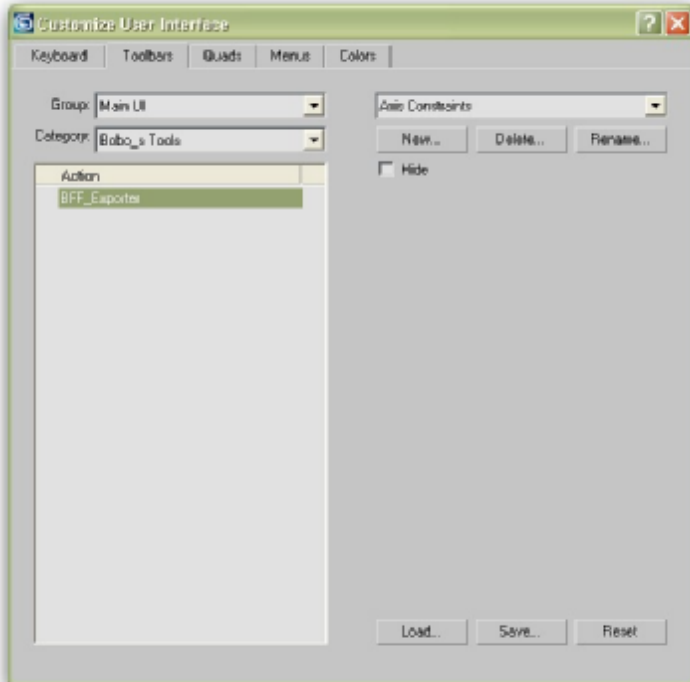 Customize User Interface
Keyboard Toolbars Quads Menus Colors
Group: Main UI
Axis Constraints
Category: Bobo_s Tools
New... Delete... Rename...
Hide
Action
BFF_Exporter
Load... Save... Reset